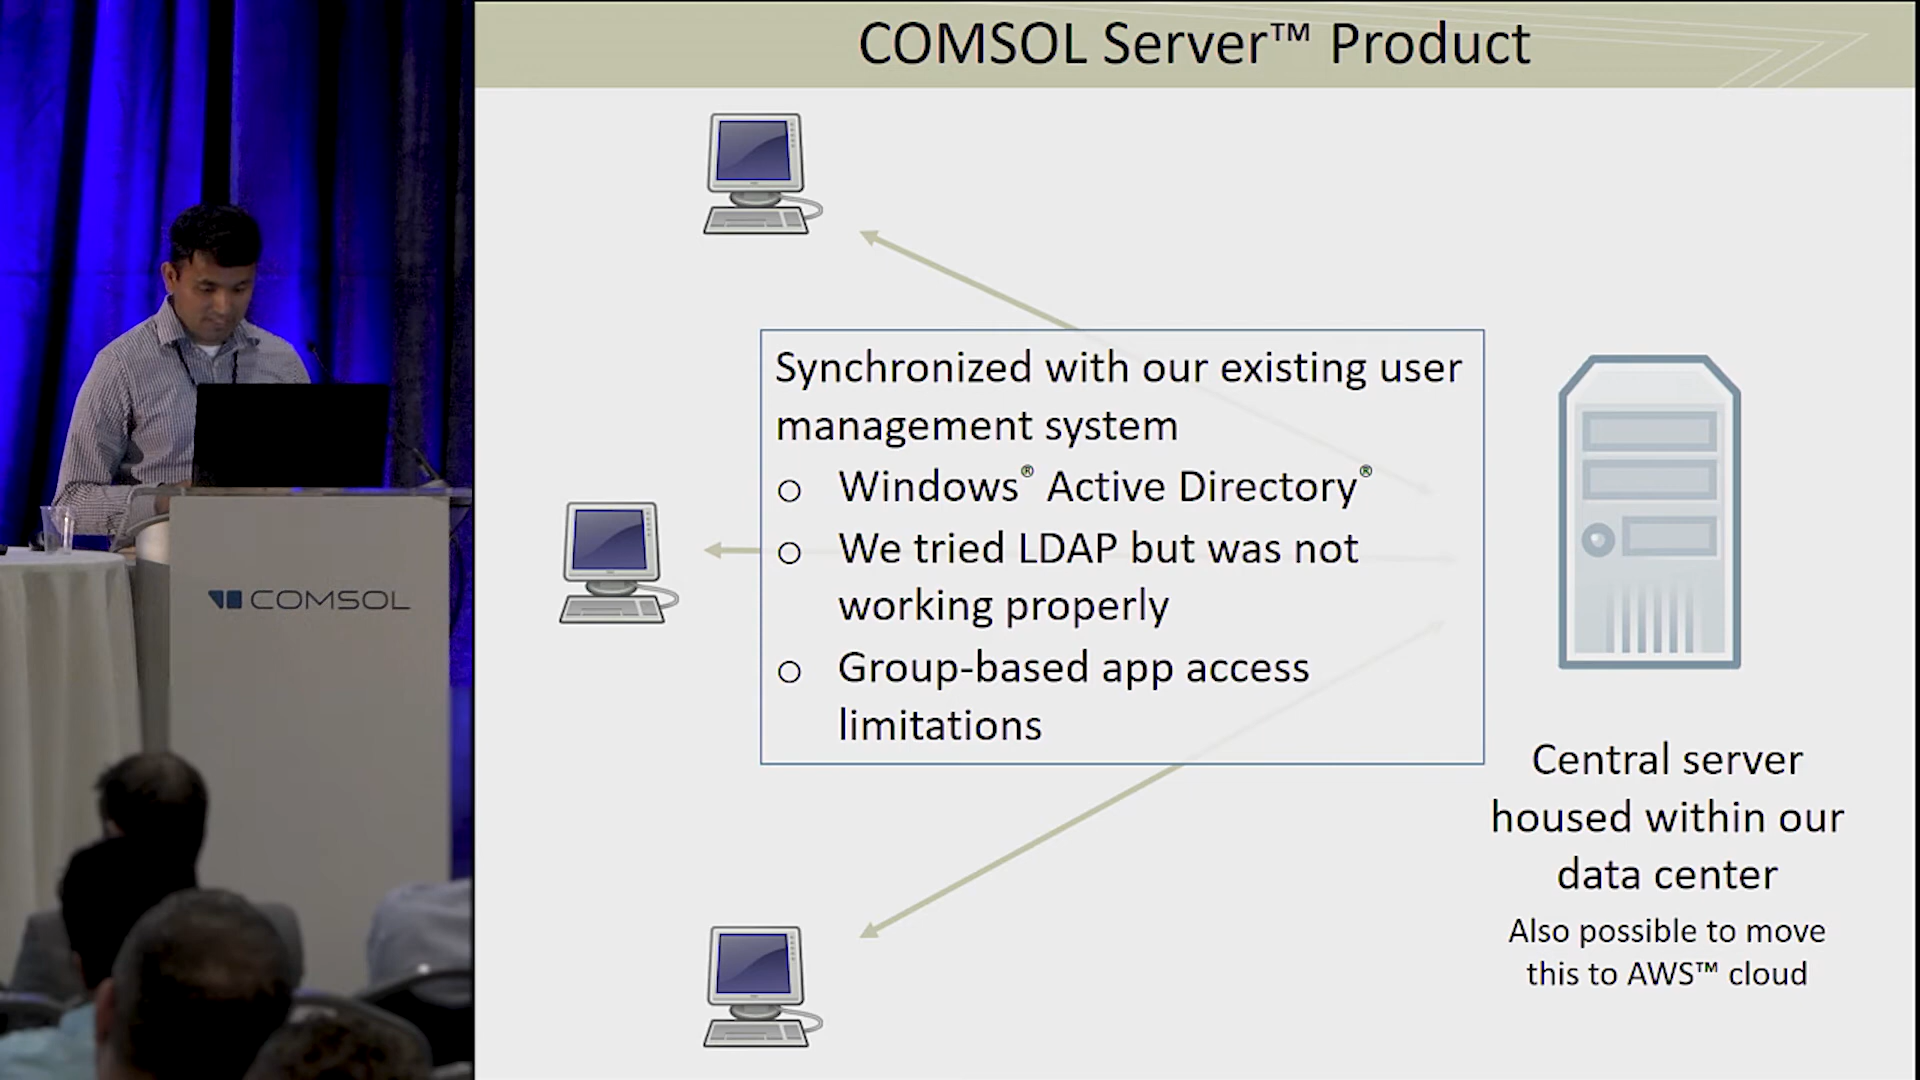 COMSOL Server™ Product
Synchronized with our existing user
management system
o Windows® Active Directory®
o We tried LDAP but was not
working properly
o Group-based app access
limitations
Central server
housed within our
data center
Also possible to move
this to AWS™ cloud
COMSOL